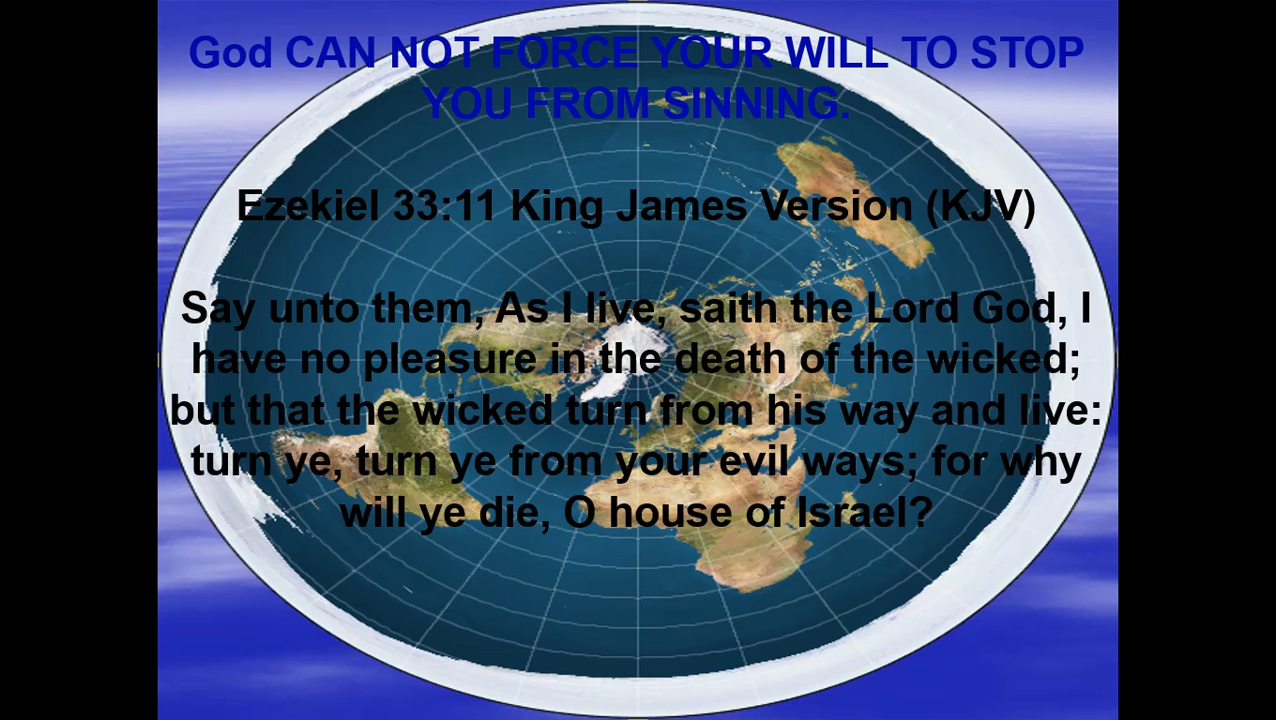 God CAN NOT FORCE YOUR WILL TO STOP
YOU FROM SINNING.
Ezekiel 33:11 King James Version (KJV)
Say unto them, As I live, saith the Lord God, I
have no pleasure in the death of the wicked;
but that the wicked turn from his way and live:
turn ye, turn ye from your evil ways; for why
will ye die, O house of Israel?